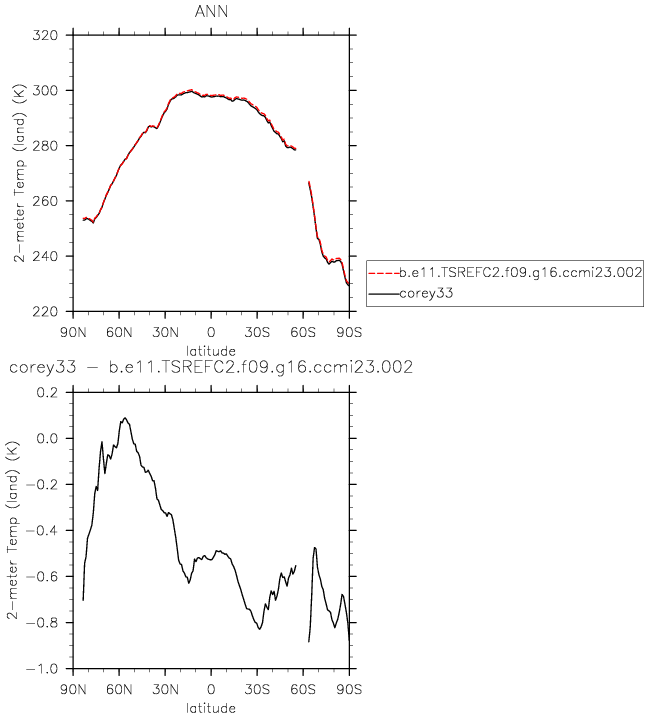 ANN
320
300
280
260
240
220
2-meter Temp (land) (K)
90N 60N 30N 0 30S 60S 90S
latitude
b.e11.TSREFC2.f09.g16.ccmi23.002
corey33
corey33 - b.e11.TSREFC2.f09.g16.ccmi23.002
0.2
0.0
-0.2
-0.4
-0.6
-0.8
-1.0
2-meter Temp (land) (K)
90N 60N 30N 0 30S 60S 90S
latitude